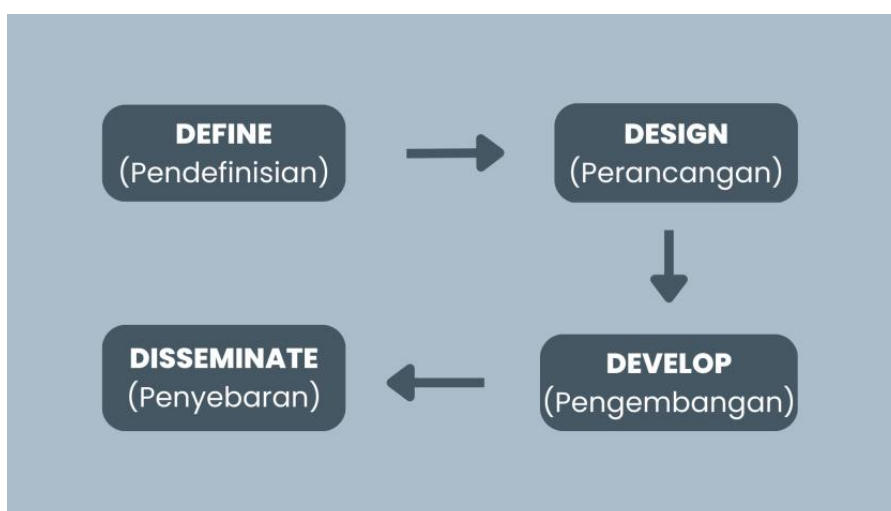 DEFINE
(Pendefinisian)
DESIGN
(Perancangan)
DEVELOP
(Pengembangan)
DISSEMINATE
(Penyebaran)